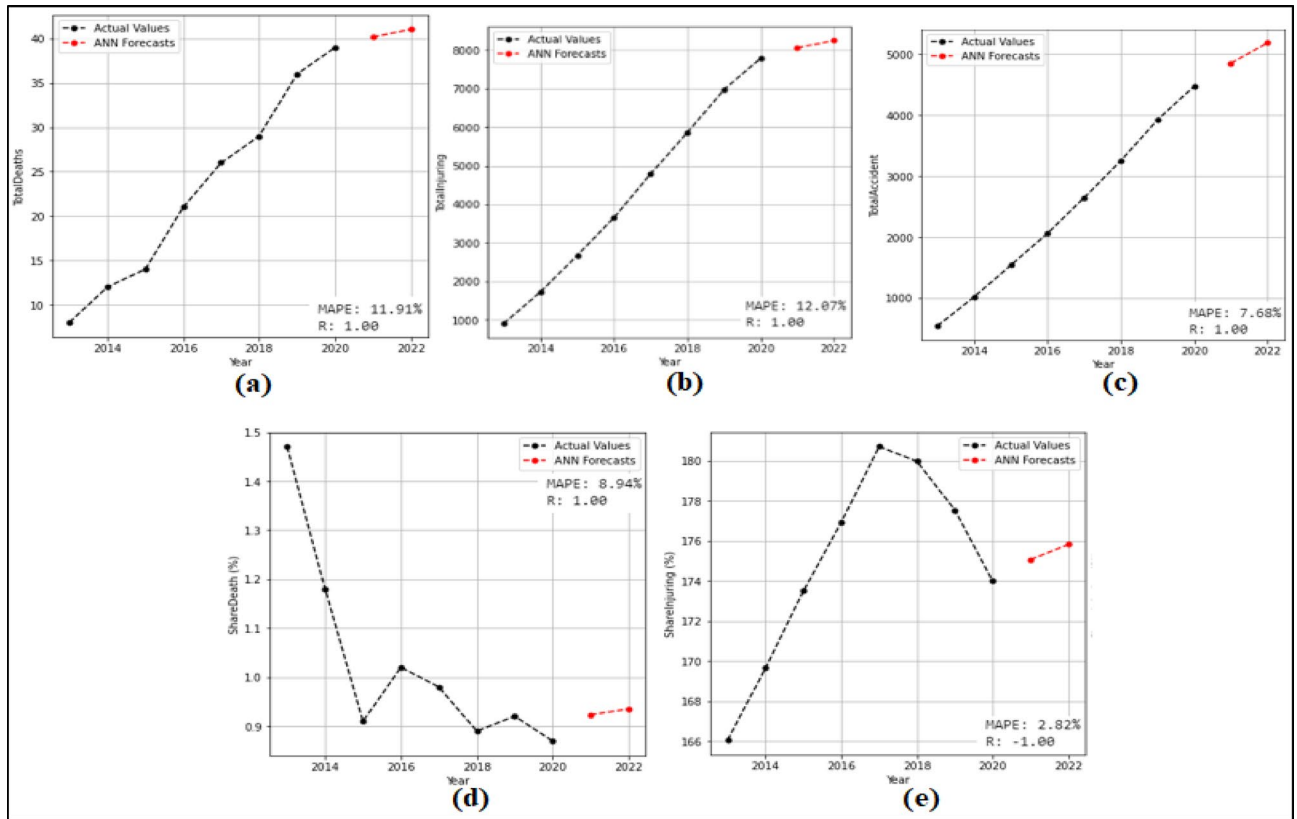 Actual Values
ANN Forecasts
TotalDeaths
40
35
30
25
20
15
10
MAPE: 11.91%
R: 1.00
2014 2016 2018 2020 2022
Year
(a)
Actual Values
ANN Forecasts
TotalInjuring
8000
7000
6000
5000
4000
3000
2000
1000
MAPE: 12.07%
R: 1.00
2014 2016 2018 2020 2022
Year
(b)
Actual Values
ANN Forecasts
TotalAccident
5000
4000
3000
2000
1000
MAPE: 7.68%
R: 1.00
2014 2016 2018 2020 2022
Year
(c)
Actual Values
ANN Forecasts
MAPE: 8.94%
R: 1.00
ShareDeath (%)
1.5
1.4
1.3
1.2
1.1
1.0
0.9
2014 2016 2018 2020 2022
Year
(d)
Actual Values
ANN Forecasts
ShareInjuring (%)
180
178
176
174
172
170
168
166
MAPE: 2.82%
R: -1.00
2014 2016 2018 2020 2022
Year
(e)